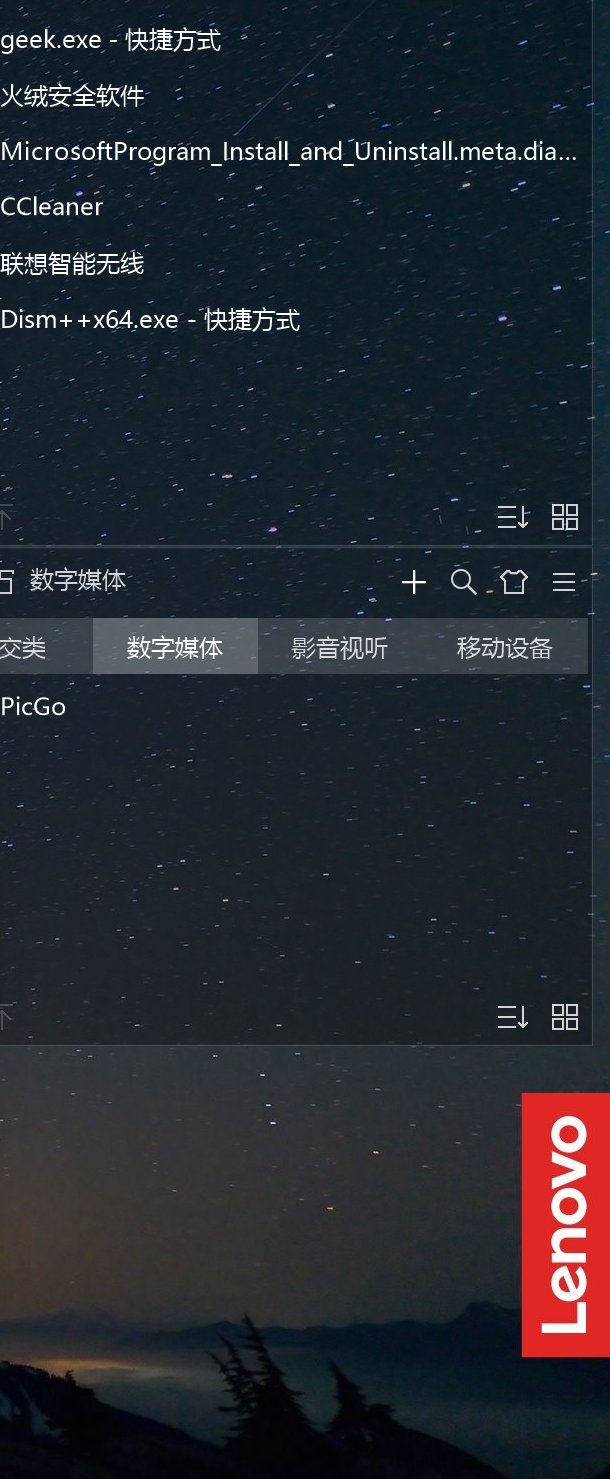 geek.exe - 快捷方式
火绒安全软件
MicrosoftProgram_Install_and_Uninstall.meta.dia...
CCleaner
联想智能无线
Dism++x64.exe - 快捷方式
数字媒体
交类 数字媒体 影音视听 移动设备
PicGo
Lenovo